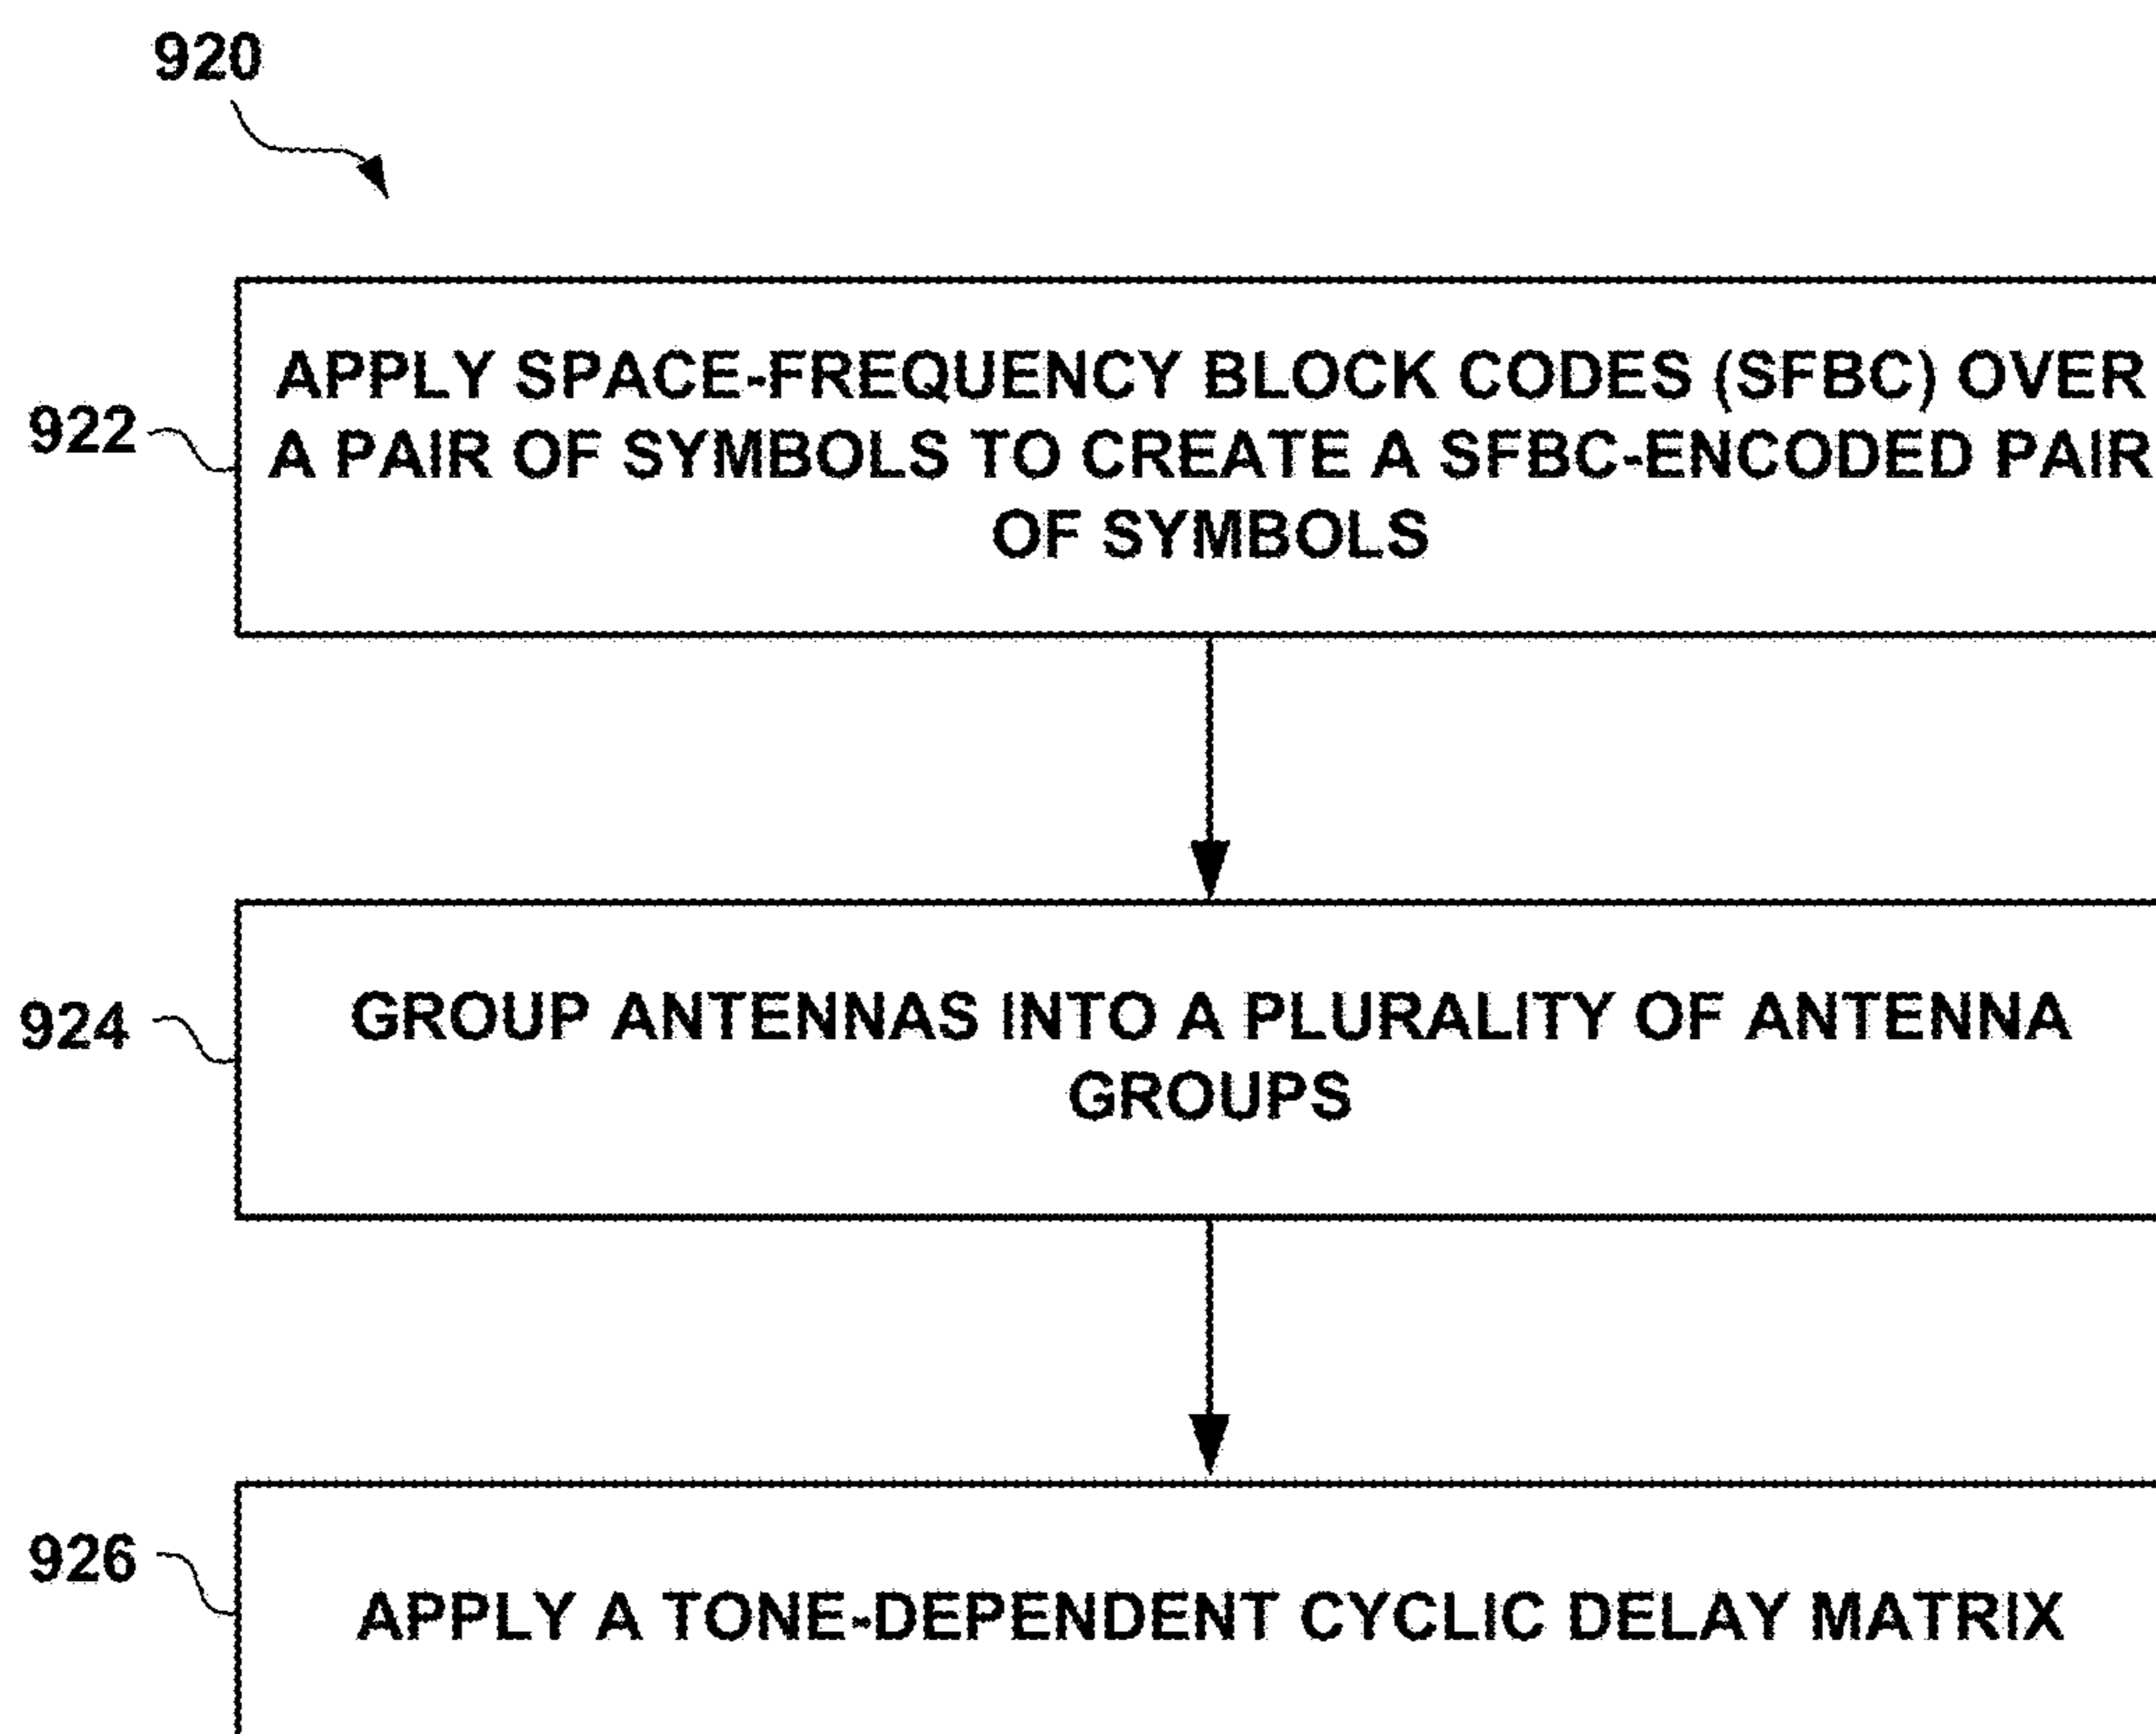 920
922
APPLY SPACE-FREQUENCY BLOCK CODES (SFBC) OVER
A PAIR OF SYMBOLS TO CREATE A SFBC-ENCODED PAIR
OF SYMBOLS
924
GROUP ANTENNAS INTO A PLURALITY OF ANTENNA
GROUPS
926
APPLY A TONE-DEPENDENT CYCLIC DELAY MATRIX